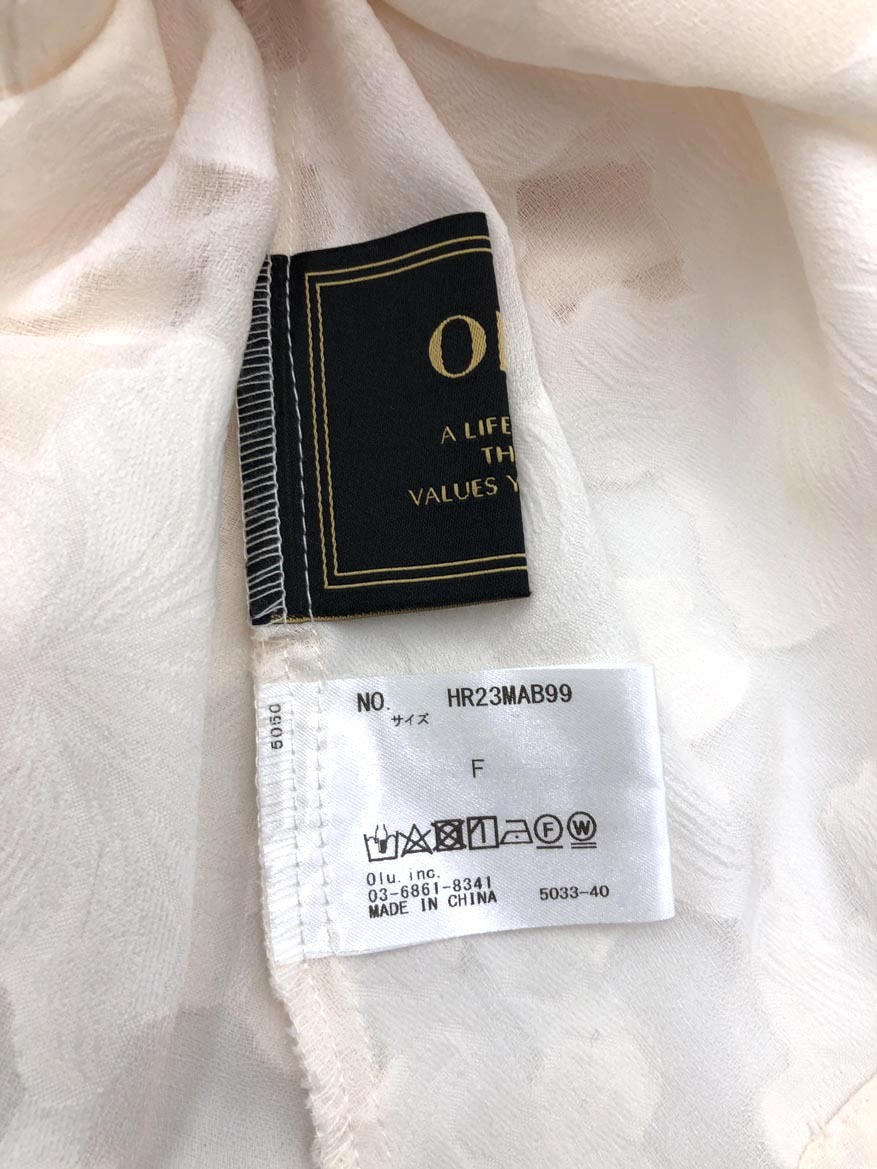 A LIFE
TH
VALUES Y
5050
NO. HR23MAB99
サイズ
F
F W
Olu. inc.
03-6861-8341
MADE IN CHINA 5033-40